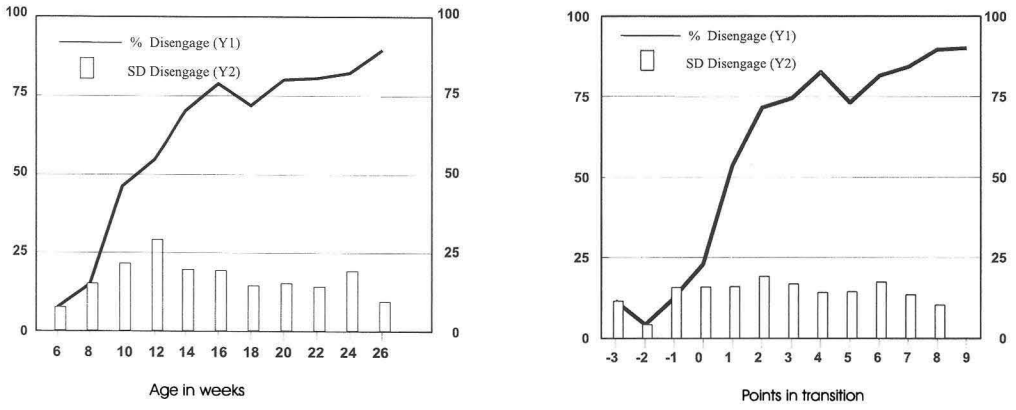 100
75
50
25
0
% Disengage (Y1)
SD Disengage (Y2)
100
75
50
25
0
6 8 10 12 14 16 18 20 22 24 26
Age in weeks
100
75
50
25
0
% Disengage (Y1)
SD Disengage (Y2)
100
75
50
25
0
-3 -2 -1 0 1 2 3 4 5 6 7 8 9
Points in transition